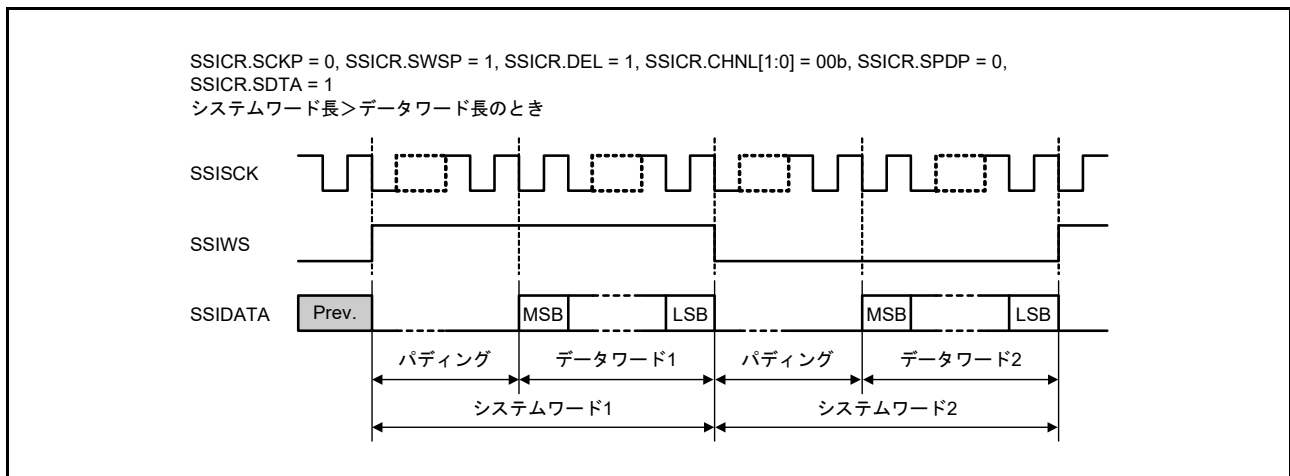 SSICR.SCKP = 0, SSICR.SWSP = 1, SSICR.DEL = 1, SSICR.CHNL[1:0] = 00b, SSICR.SPDP = 0,
SSICR.SDTA = 1
システムワード長＞データワード長のとき
SSISCK
SSIWS
SSIDATA Prev. MSB LSB MSB LSB
パディング データワード1 パディング データワード2
システムワード1 システムワード2